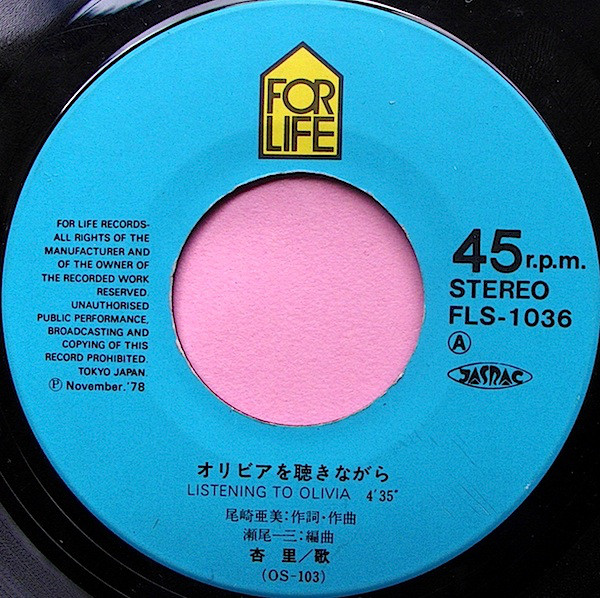 FOR
LIFE
FOR LIFE RECORDS-
ALL RIGHTS OF THE
MANUFACTURER AND
OF THE OWNER OF
THE RECORDED WORK
RESERVED.
UNAUTHORISED
PUBLIC PERFORMANCE,
BROADCASTING AND
COPYING OF THIS
RECORD PROHIBITED.
TOKYO JAPAN.
Ⓟ November.'78
45 r.p.m.
STEREO
FLS-1036
Ⓐ
JASRAC
オリビアを聴きながら
LISTENING TO OLIVIA 4'35"
尾崎亜美:作詞・作曲
瀬尾一三:編曲
杏里/歌
(OS-103)